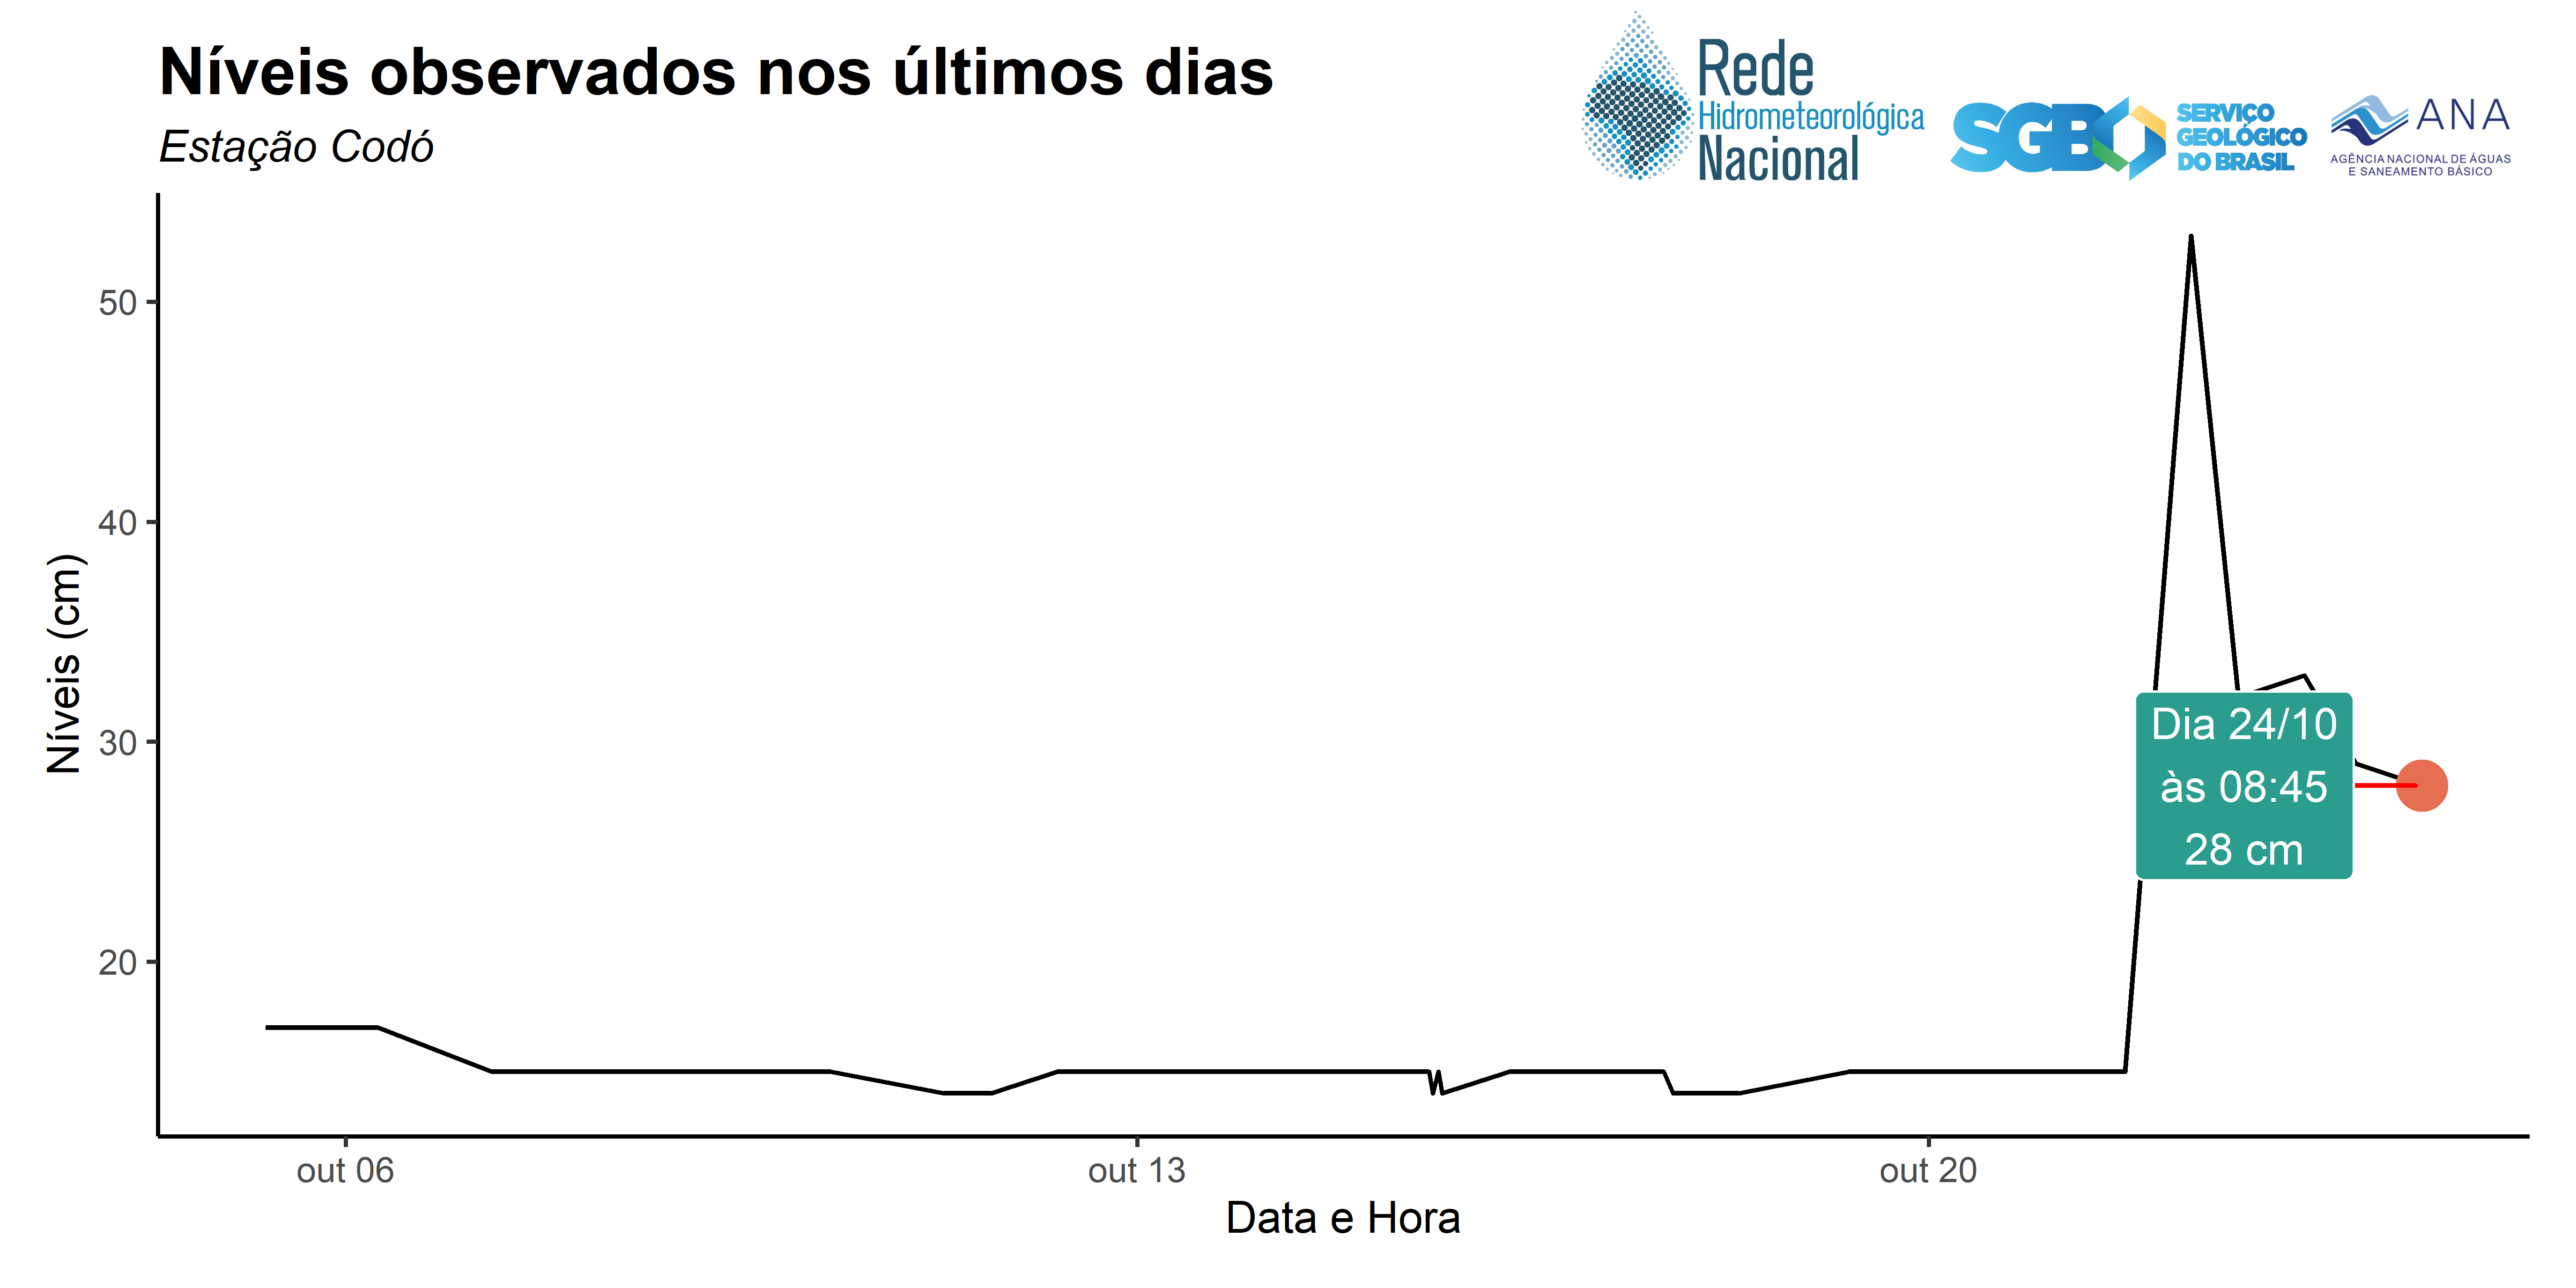 Níveis observados nos últimos dias
Estação Codó
Rede
Hidrometeorológica
Nacional
SGB
SERVIÇO
GEOLÓGICO
DO BRASIL
ANA
AGÊNCIA NACIONAL DE ÁGUAS
E SANEAMENTO BÁSICO
Níveis (cm)
50
40
30
20
Dia 24/10
às 08:45
28 cm
out 06
out 13
out 20
Data e Hora